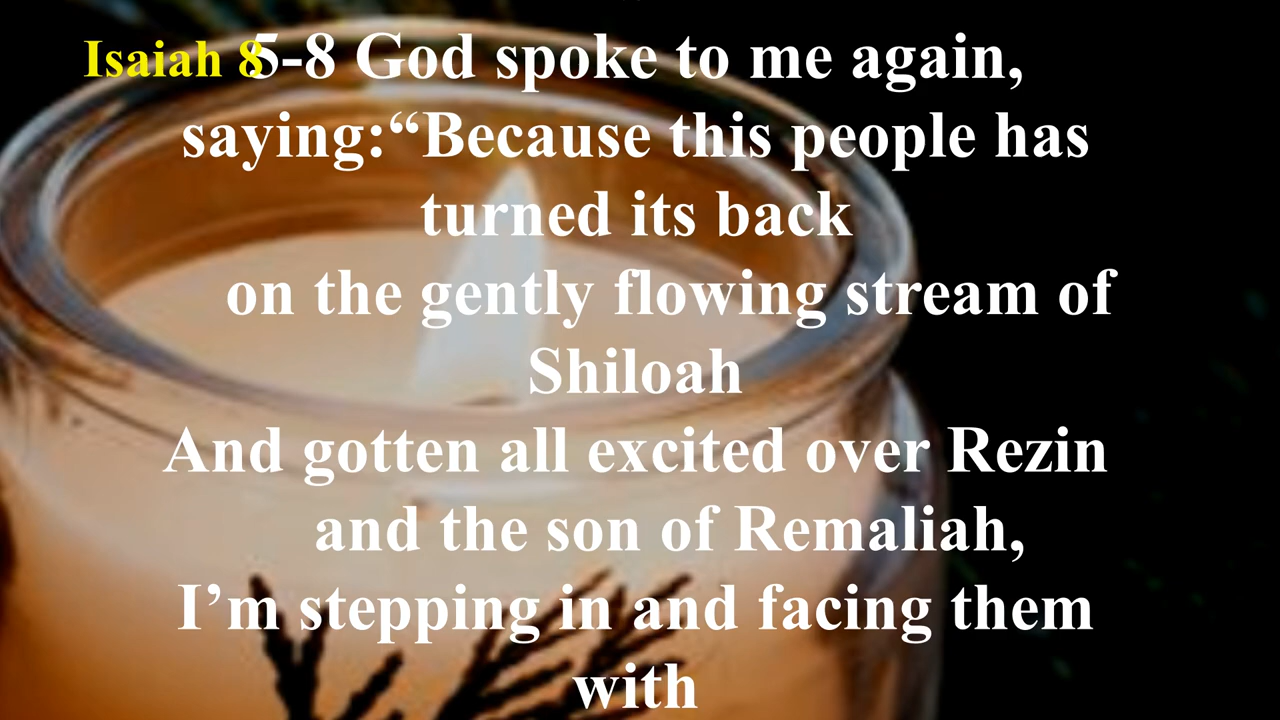 Isaiah 8
5-8 God spoke to me again,
saying:“Because this people has
turned its back
on the gently flowing stream of
Shiloah
And gotten all excited over Rezin
and the son of Remaliah,
I’m stepping in and facing them
with